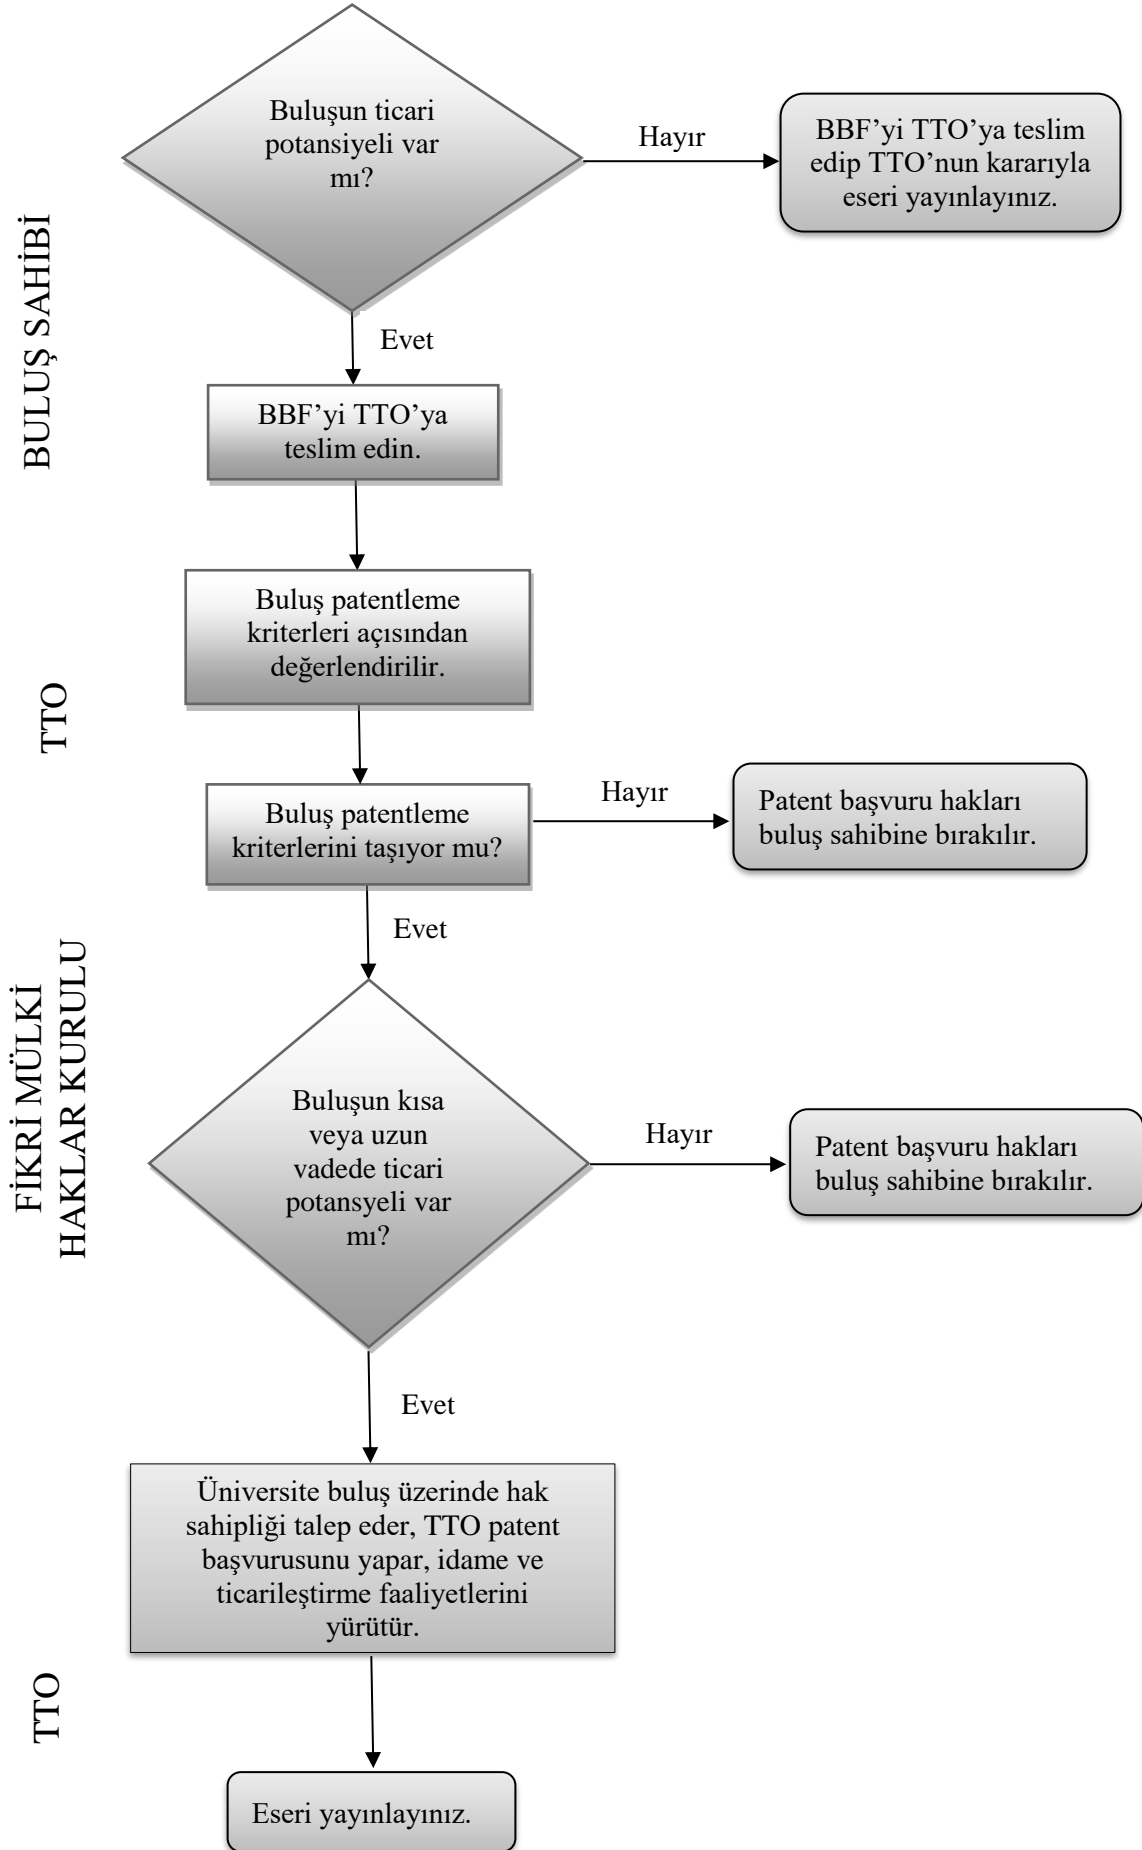 Buluşun ticari
potansiyeli var
mı?
Hayır
BBF’yi TTO’ya teslim
edip TTO’nun kararıyla
eseri yayınlayınız.
BULUŞ SAHİBİ
Evet
BBF’yi TTO’ya
teslim edin.
Buluş patentleme
kriterleri açısından
değerlendirilir.
TTO
Buluş patentleme
kriterlerini taşıyor mu?
Hayır
Patent başvuru hakları
buluş sahibine bırakılır.
Evet
FİKRİ MÜLKİ
HAKLAR KURULU
Buluşun kısa
veya uzun
vadede ticari
potansyeli var
mı?
Hayır
Patent başvuru hakları
buluş sahibine bırakılır.
Evet
Üniversite buluş üzerinde hak
sahipliği talep eder, TTO patent
başvurusunu yapar, idame ve
ticarileştirme faaliyetlerini
yürütür.
TTO
Eseri yayınlayınız.